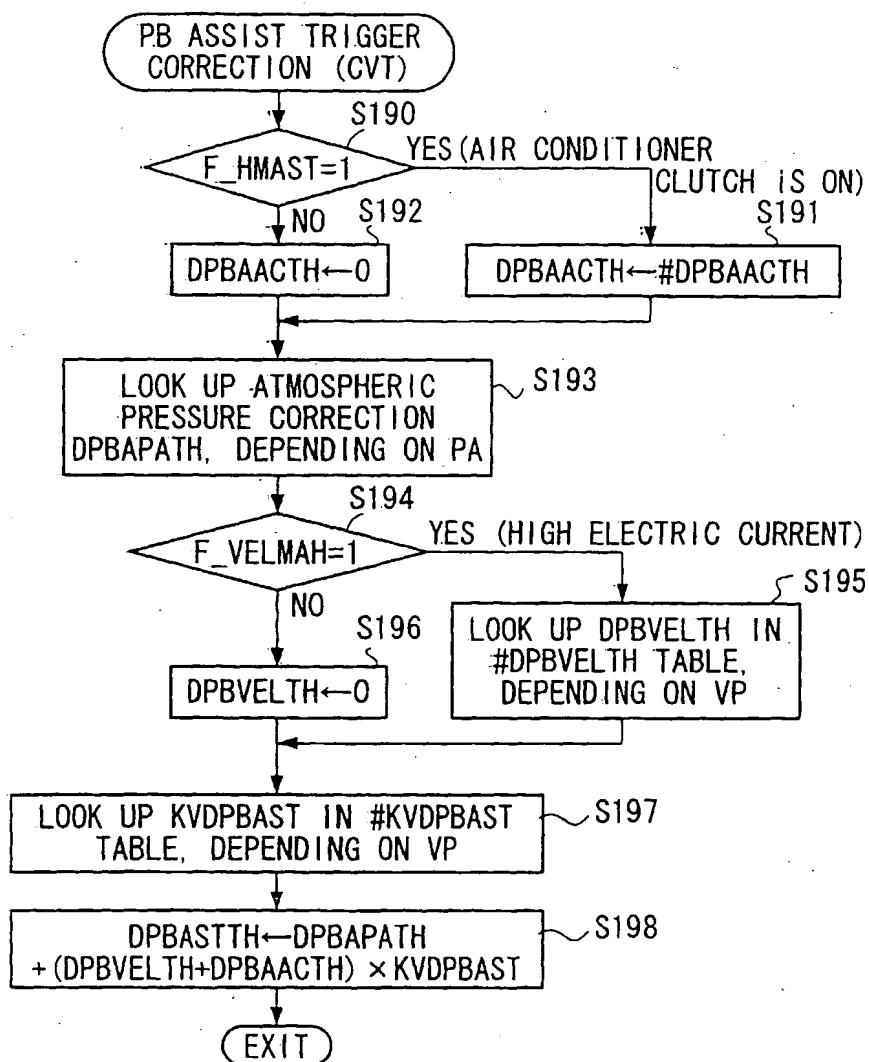 PB ASSIST TRIGGER
CORRECTION (CVT)
S190
F_HMAST=1
YES (AIR CONDITIONER
CLUTCH iS ON)
NO
S192
DPBAACTH←0
S191
DPBAACTH←#DPBAACTH
LOOK UP ATMOSPHERIC
PRESSURE CORRECTION
DPBAPATH, DEPENDING ON PA
S193
S194
F_VELMAH=1
YES (HIGH ELECTRIC CURRENT)
NO
S195
LOOK UP DPBVELTH IN
#DPBVELTH TABLE,
DEPENDING ON VP
S196
DPBVELTH←0
LOOK UP KVDPBAST IN #KVDPBAST
TABLE, DEPENDING ON VP
S197
DPBASTTH←DPBAPATH
+(DPBVELTH+DPBAACTH) ×KVDPBAST
S198
EXIT